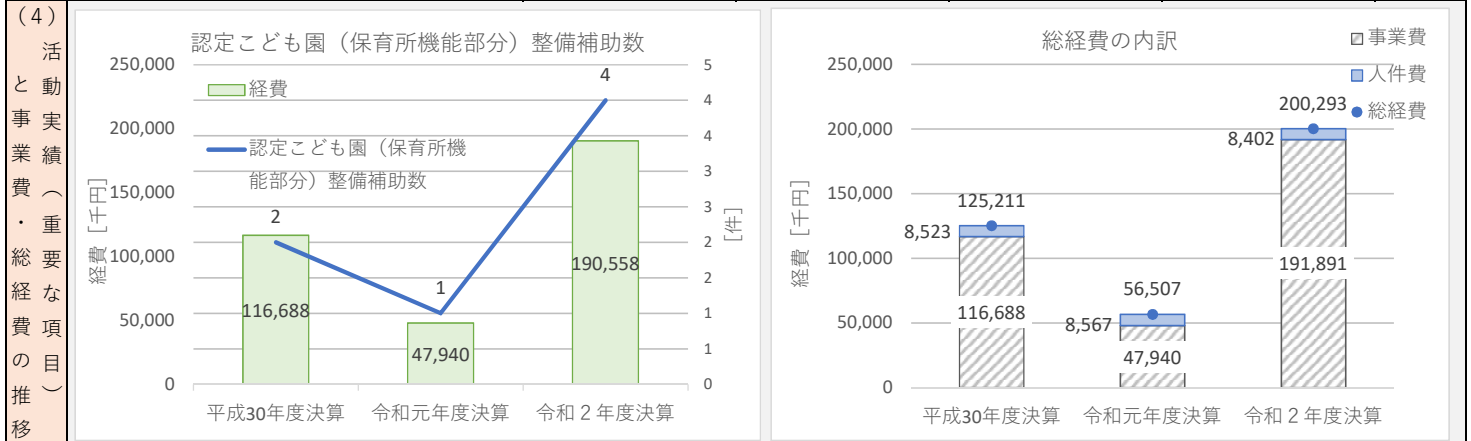 (4)
活動実績（重要な項目）
と事業費・総経費の推移
認定こども園（保育所機能部分）整備補助数
250,000
200,000
150,000
100,000
50,000
0
経費［千円］
経費
認定こども園（保育所機
能部分）整備補助数
2
1
4
116,688
47,940
190,558
5
4
4
3
3
2
2
1
1
0
［件］
平成30年度決算
令和元年度決算
令和２年度決算
総経費の内訳
事業費
人件費
総経費
250,000
200,000
150,000
100,000
50,000
0
経費［千円］
125,211
8,523
116,688
56,507
8,567
47,940
200,293
8,402
191,891
平成30年度決算
令和元年度決算
令和２年度決算